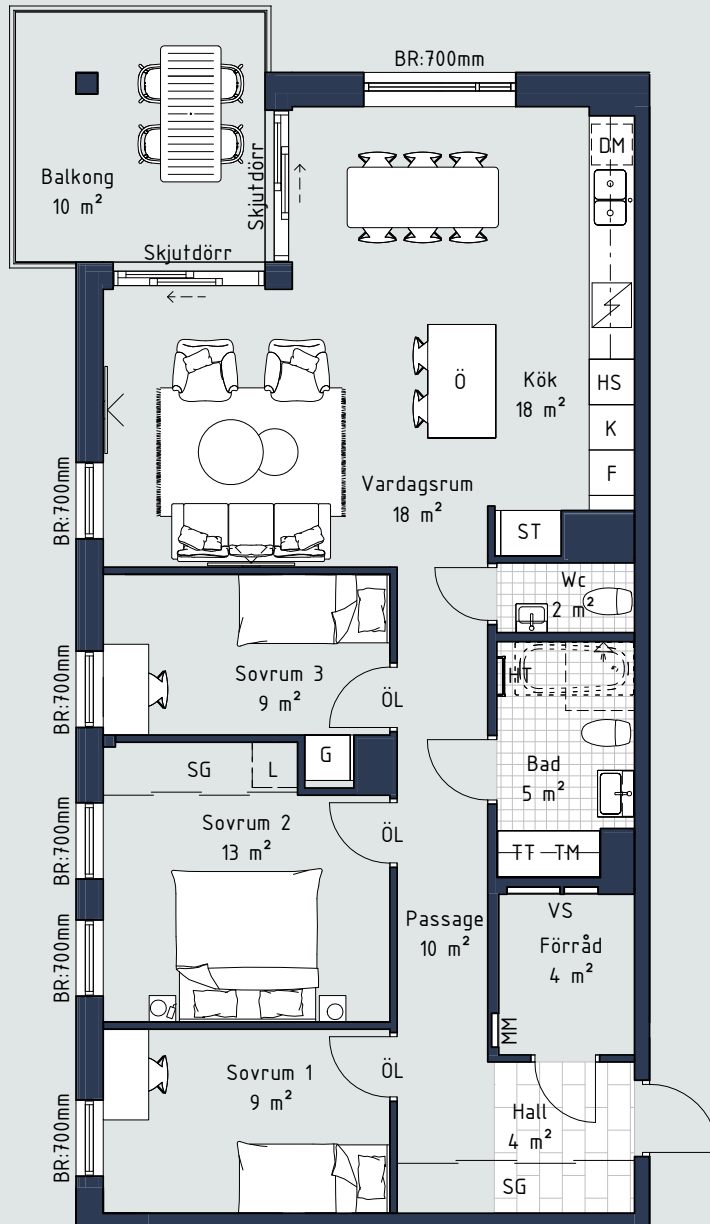 BR:700mm
DM
Balkong
10 m²
Skjutdörr
Skjutdörr
Kök
18 m²
Ö
HS
K
F
BR:700mm
Vardagsrum
18 m²
ST
Wc
2 m²
Sovrum 3
9 m²
BR:700mm
ÖL
HT
Bad
5 m²
SG
L
G
Sovrum 2
13 m²
BR:700mm
ÖL
TT
TM
Passage
10 m²
VS
Förråd
4 m²
BR:700mm
MM
Sovrum 1
9 m²
ÖL
BR:700mm
Hall
4 m²
SG